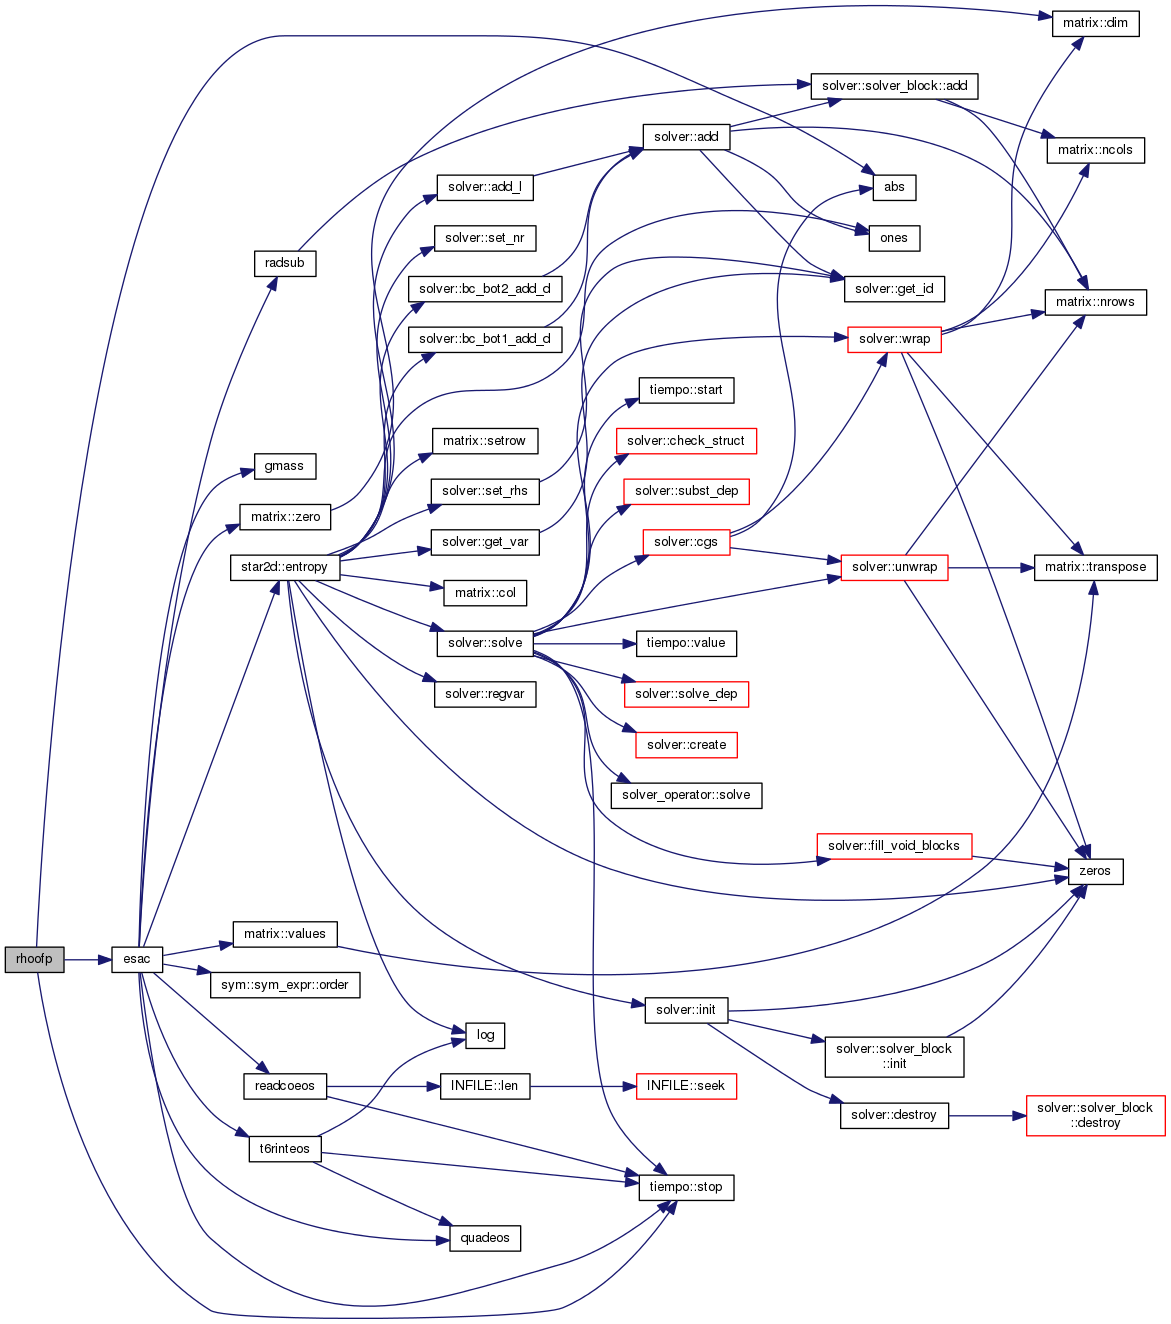 matrix::dim
solver::solver_block::add
solver::add
matrix::ncols
solver::add_l
abs
solver::set_nr
ones
radsub
solver::bc_bot2_add_d
solver::get_id
matrix::nrows
solver::bc_bot1_add_d
solver::wrap
tiempo::start
matrix::setrow
solver::check_struct
gmass
solver::set_rhs
solver::subst_dep
matrix::zero
solver::get_var
solver::cgs
star2d::entropy
solver::unwrap
matrix::transpose
matrix::col
solver::solve
tiempo::value
solver::regvar
solver::solve_dep
solver::create
solver_operator::solve
solver::fill_void_blocks
zeros
matrix::values
rhoofp
esac
sym::sym_expr::order
solver::init
log
solver::solver_block
::init
readcoeos
INFILE::len
INFILE::seek
solver::destroy
solver::solver_block
::destroy
t6rinteos
tiempo::stop
quadeos